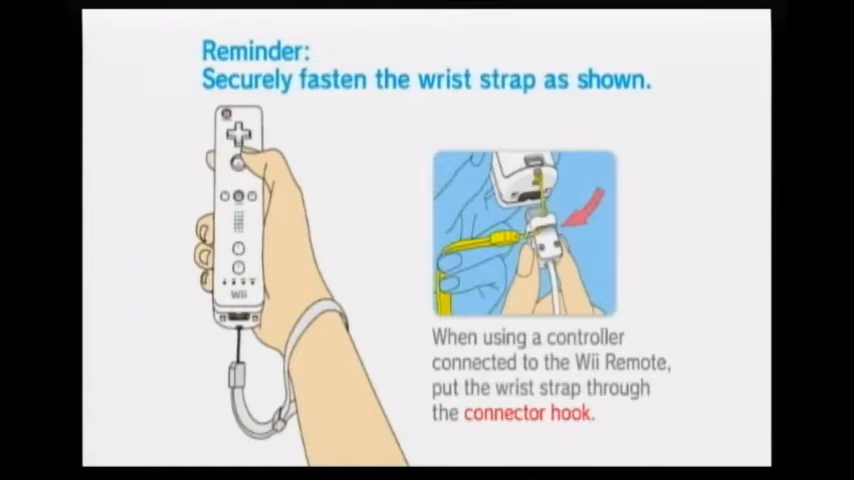 Reminder:
Securely fasten the wrist strap as shown.
Wii
When using a controller
connected to the Wii Remote,
put the wrist strap through
the connector hook.